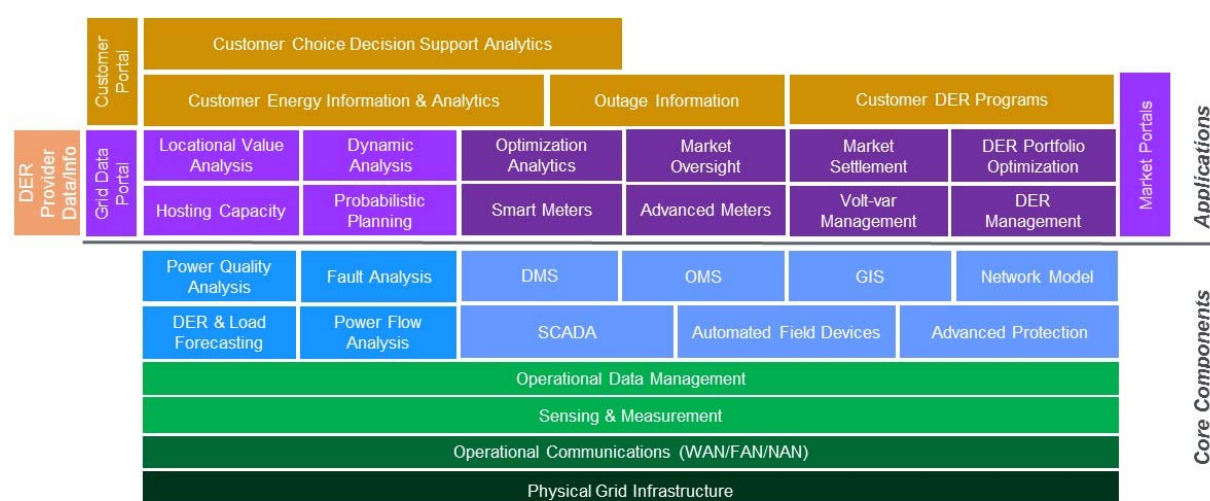 Customer
Portal
Customer Choice Decision Support Analytics
Customer Energy Information & Analytics
Outage Information
Customer DER Programs
Market Portals
Applications
DER
Provider
Data/Info
Grid Data
Portal
Locational Value
Analysis
Dynamic
Analysis
Optimization
Analytics
Market
Oversight
Market
Settlement
DER Portfolio
Optimization
Hosting Capacity
Probabilistic
Planning
Smart Meters
Advanced Meters
Volt-var
Management
DER
Management
Power Quality
Analysis
Fault Analysis
DMS
OMS
GIS
Network Model
DER & Load
Forecasting
Power Flow
Analysis
SCADA
Automated Field Devices
Advanced Protection
Core Components
Operational Data Management
Sensing & Measurement
Operational Communications (WAN/FAN/NAN)
Physical Grid Infrastructure